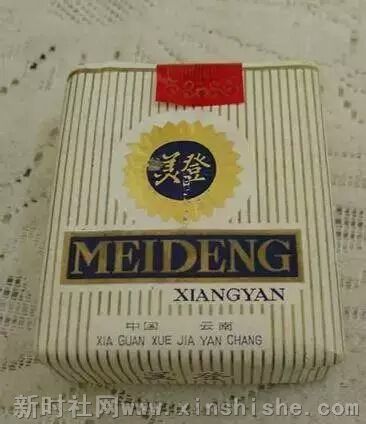 美登
MEIDENG
XIANGYAN
中国 云南
XIA GUAN XUE JIA YAN CHANG
新时社网www.xinshishe.com